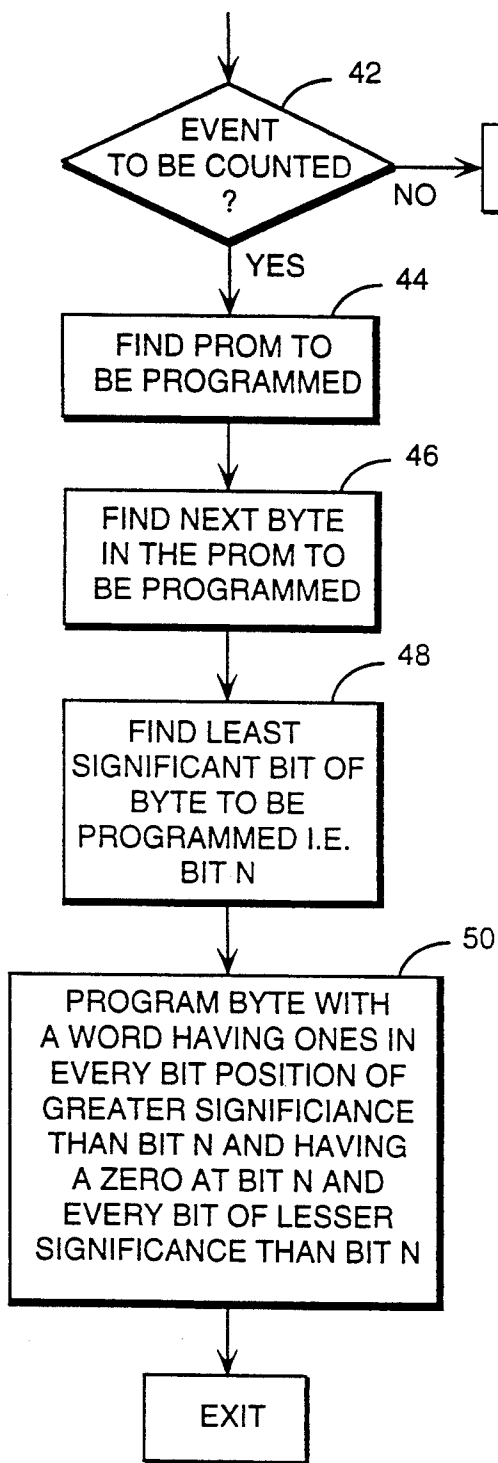 42
EVENT
TO BE COUNTED
?
NO
YES
44
FIND PROM TO
BE PROGRAMMED
46
FIND NEXT BYTE
IN THE PROM TO
BE PROGRAMMED
48
FIND LEAST
SIGNIFICANT BIT OF
BYTE TO BE
PROGRAMMED I.E.
BIT N
50
PROGRAM BYTE WITH
A WORD HAVING ONES IN
EVERY BIT POSITION OF
GREATER SIGNIFICIANCE
THAN BIT N AND HAVING
A ZERO AT BIT N AND
EVERY BIT OF LESSER
SIGNIFICANCE THAN BIT N
EXIT